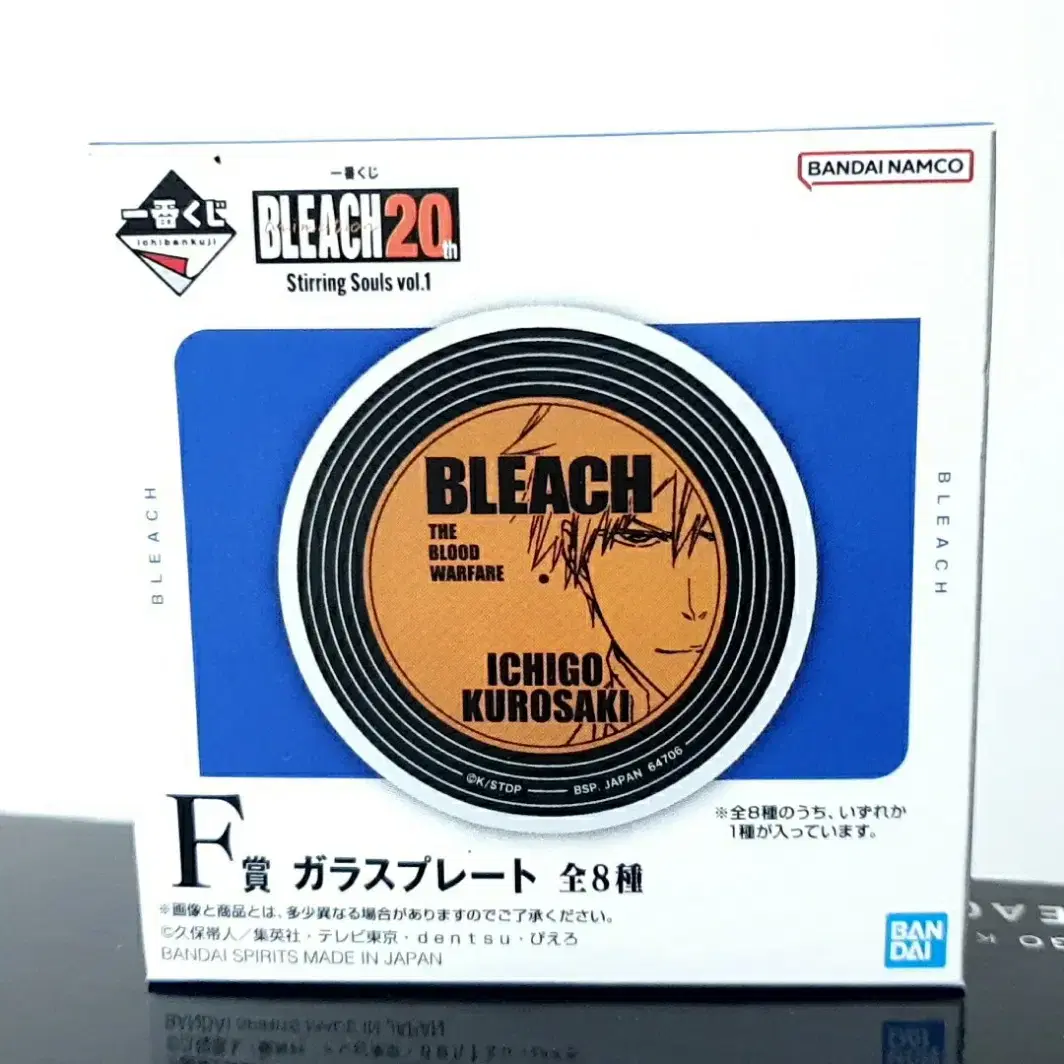 一番くじ
ichibankuji
一番くじ
BLEACH 20th
Animation
Stirring Souls vol.1
BANDAI NAMCO
BLEACH
BLEACH
BLEACH
THE
BLOOD
WARFARE
ICHIGO
KUROSAKI
©K/STDP
BSP. JAPAN 64706
※全8種のうち、いずれか
1種が入っています。
F賞 ガラスプレート 全8種
※画像と商品とは、多少異なる場合がありますのでご了承ください。
©久保帯人/集英社・テレビ東京・dentsu・ぴえろ
BANDAI SPIRITS MADE IN JAPAN
BAN
DAI